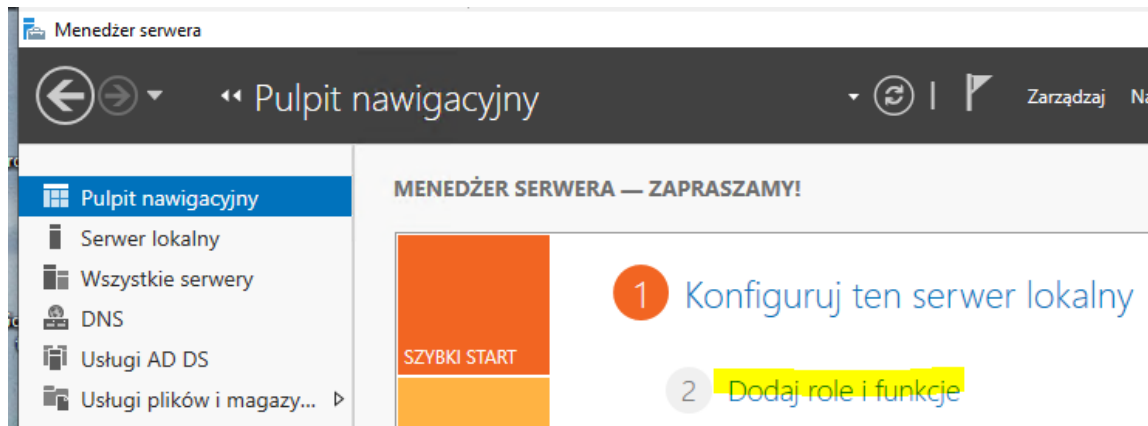 Menedżer serwera
Pulpit nawigacyjny
Zarządzaj
Pulpit nawigacyjny
Serwer lokalny
Wszystkie serwery
DNS
Usługi AD DS
Usługi plików i magazy...
MENEDŻER SERWERA — ZAPRASZAMY!
SZYBKI START
1 Konfiguruj ten serwer lokalny
2 Dodaj role i funkcje